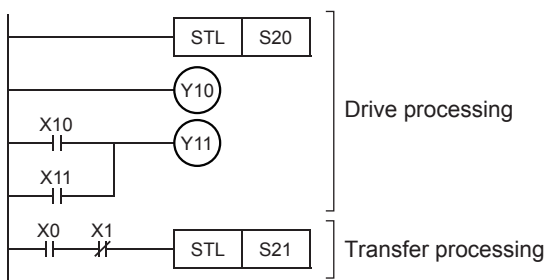 STL S20
Y10
Drive processing
X10
Y11
X11
X0 X1
STL S21
Transfer processing